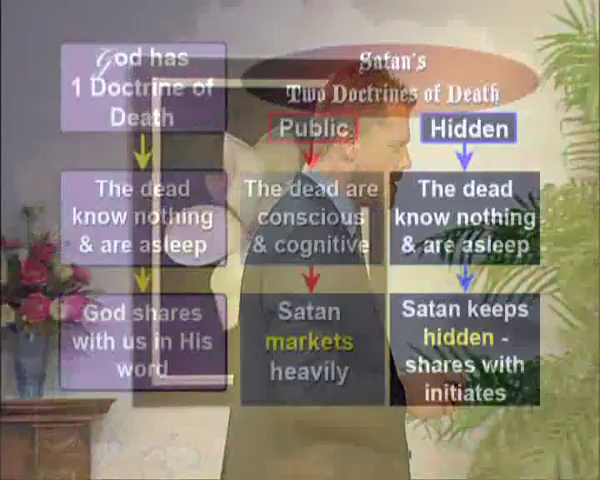 God has
1 Doctrine of
Death
Satan's
Two Doctrines of Death
Public
Hidden
The dead
know nothing
& are asleep
The dead are
conscious
& cognitive
The dead
know nothing
& are asleep
God shares
with us in His
word
Satan
markets
heavily
Satan keeps
hidden -
shares with
initiates